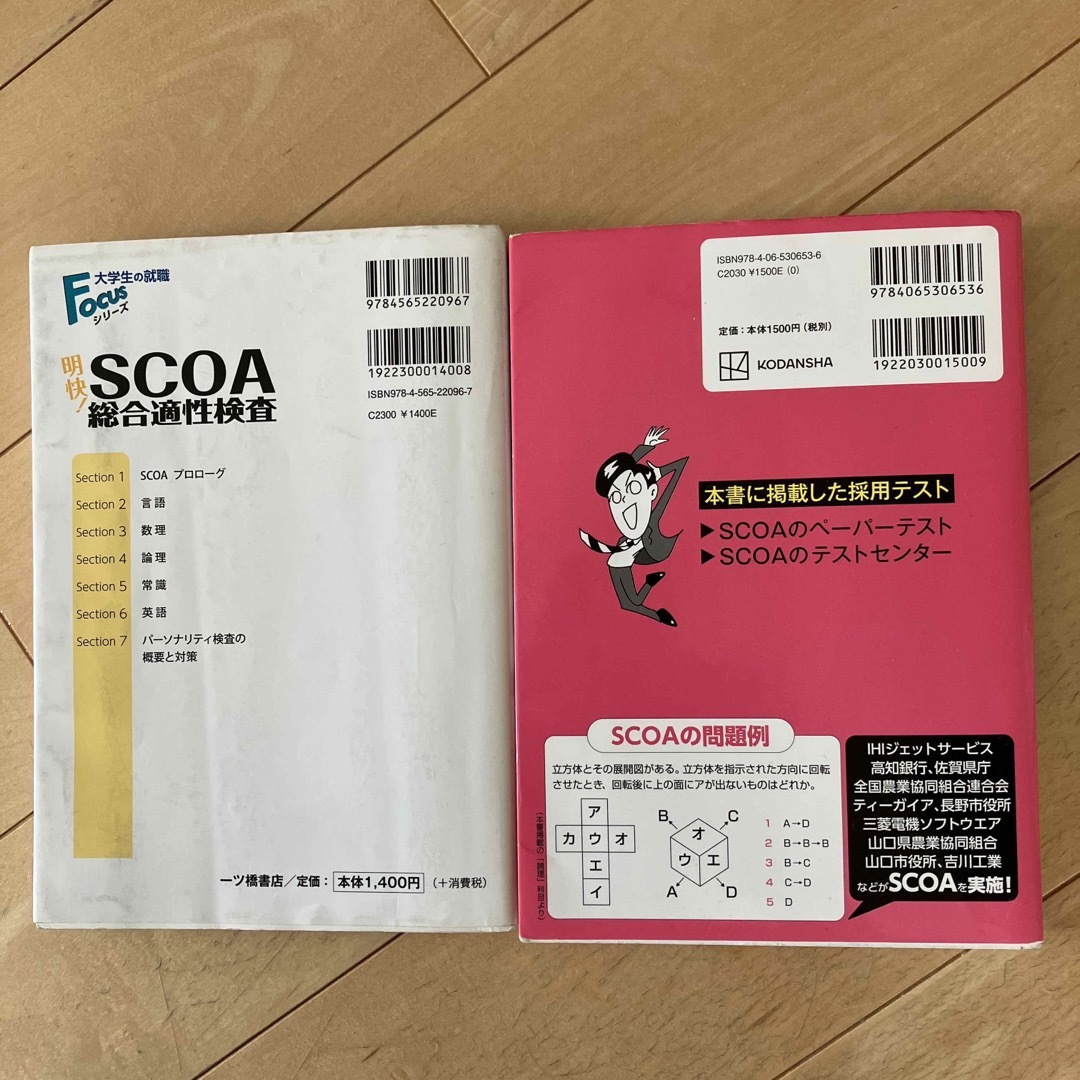 大学生の就職
Focus
シリーズ
明快!
SCOA
総合適性検査
9784565220967
1922300014008
ISBN978-4-565-22096-7
C2300 ¥1400E
Section 1 SCOA プロローグ
Section 2 言語
Section 3 数理
Section 4 論理
Section 5 常識
Section 6 英語
Section 7 パーソナリティ検査の
概要と対策
一ツ橋書店/定価:本体1,400円(+消費税)
ISBN978-4-06-530653-6
C2030 ¥1500E (0)
9784065306536
定価:本体1500円(税別)
KODANSHA
1922030015009
本書に掲載した採用テスト
▶SCOAのペーパーテスト
▶SCOAのテストセンター
SCOAの問題例
立方体とその展開図がある。立方体を指示された方向に回転
させたとき、回転後に上の面にアが出ないものはどれか。
ア
カ ウ オ
エ
イ
B C
オ
ウ エ
A D
1 A→D
2 B→B→B
3 B→C
4 C→D
5 D
(本書掲載の「論理」科目より)
IHIジェットサービス
高知銀行、佐賀県庁
全国農業協同組合連合会
ティーガイア、長野市役所
三菱電機ソフトウエア
山口県農業協同組合
山口市役所、吉川工業
などがSCOAを実施!